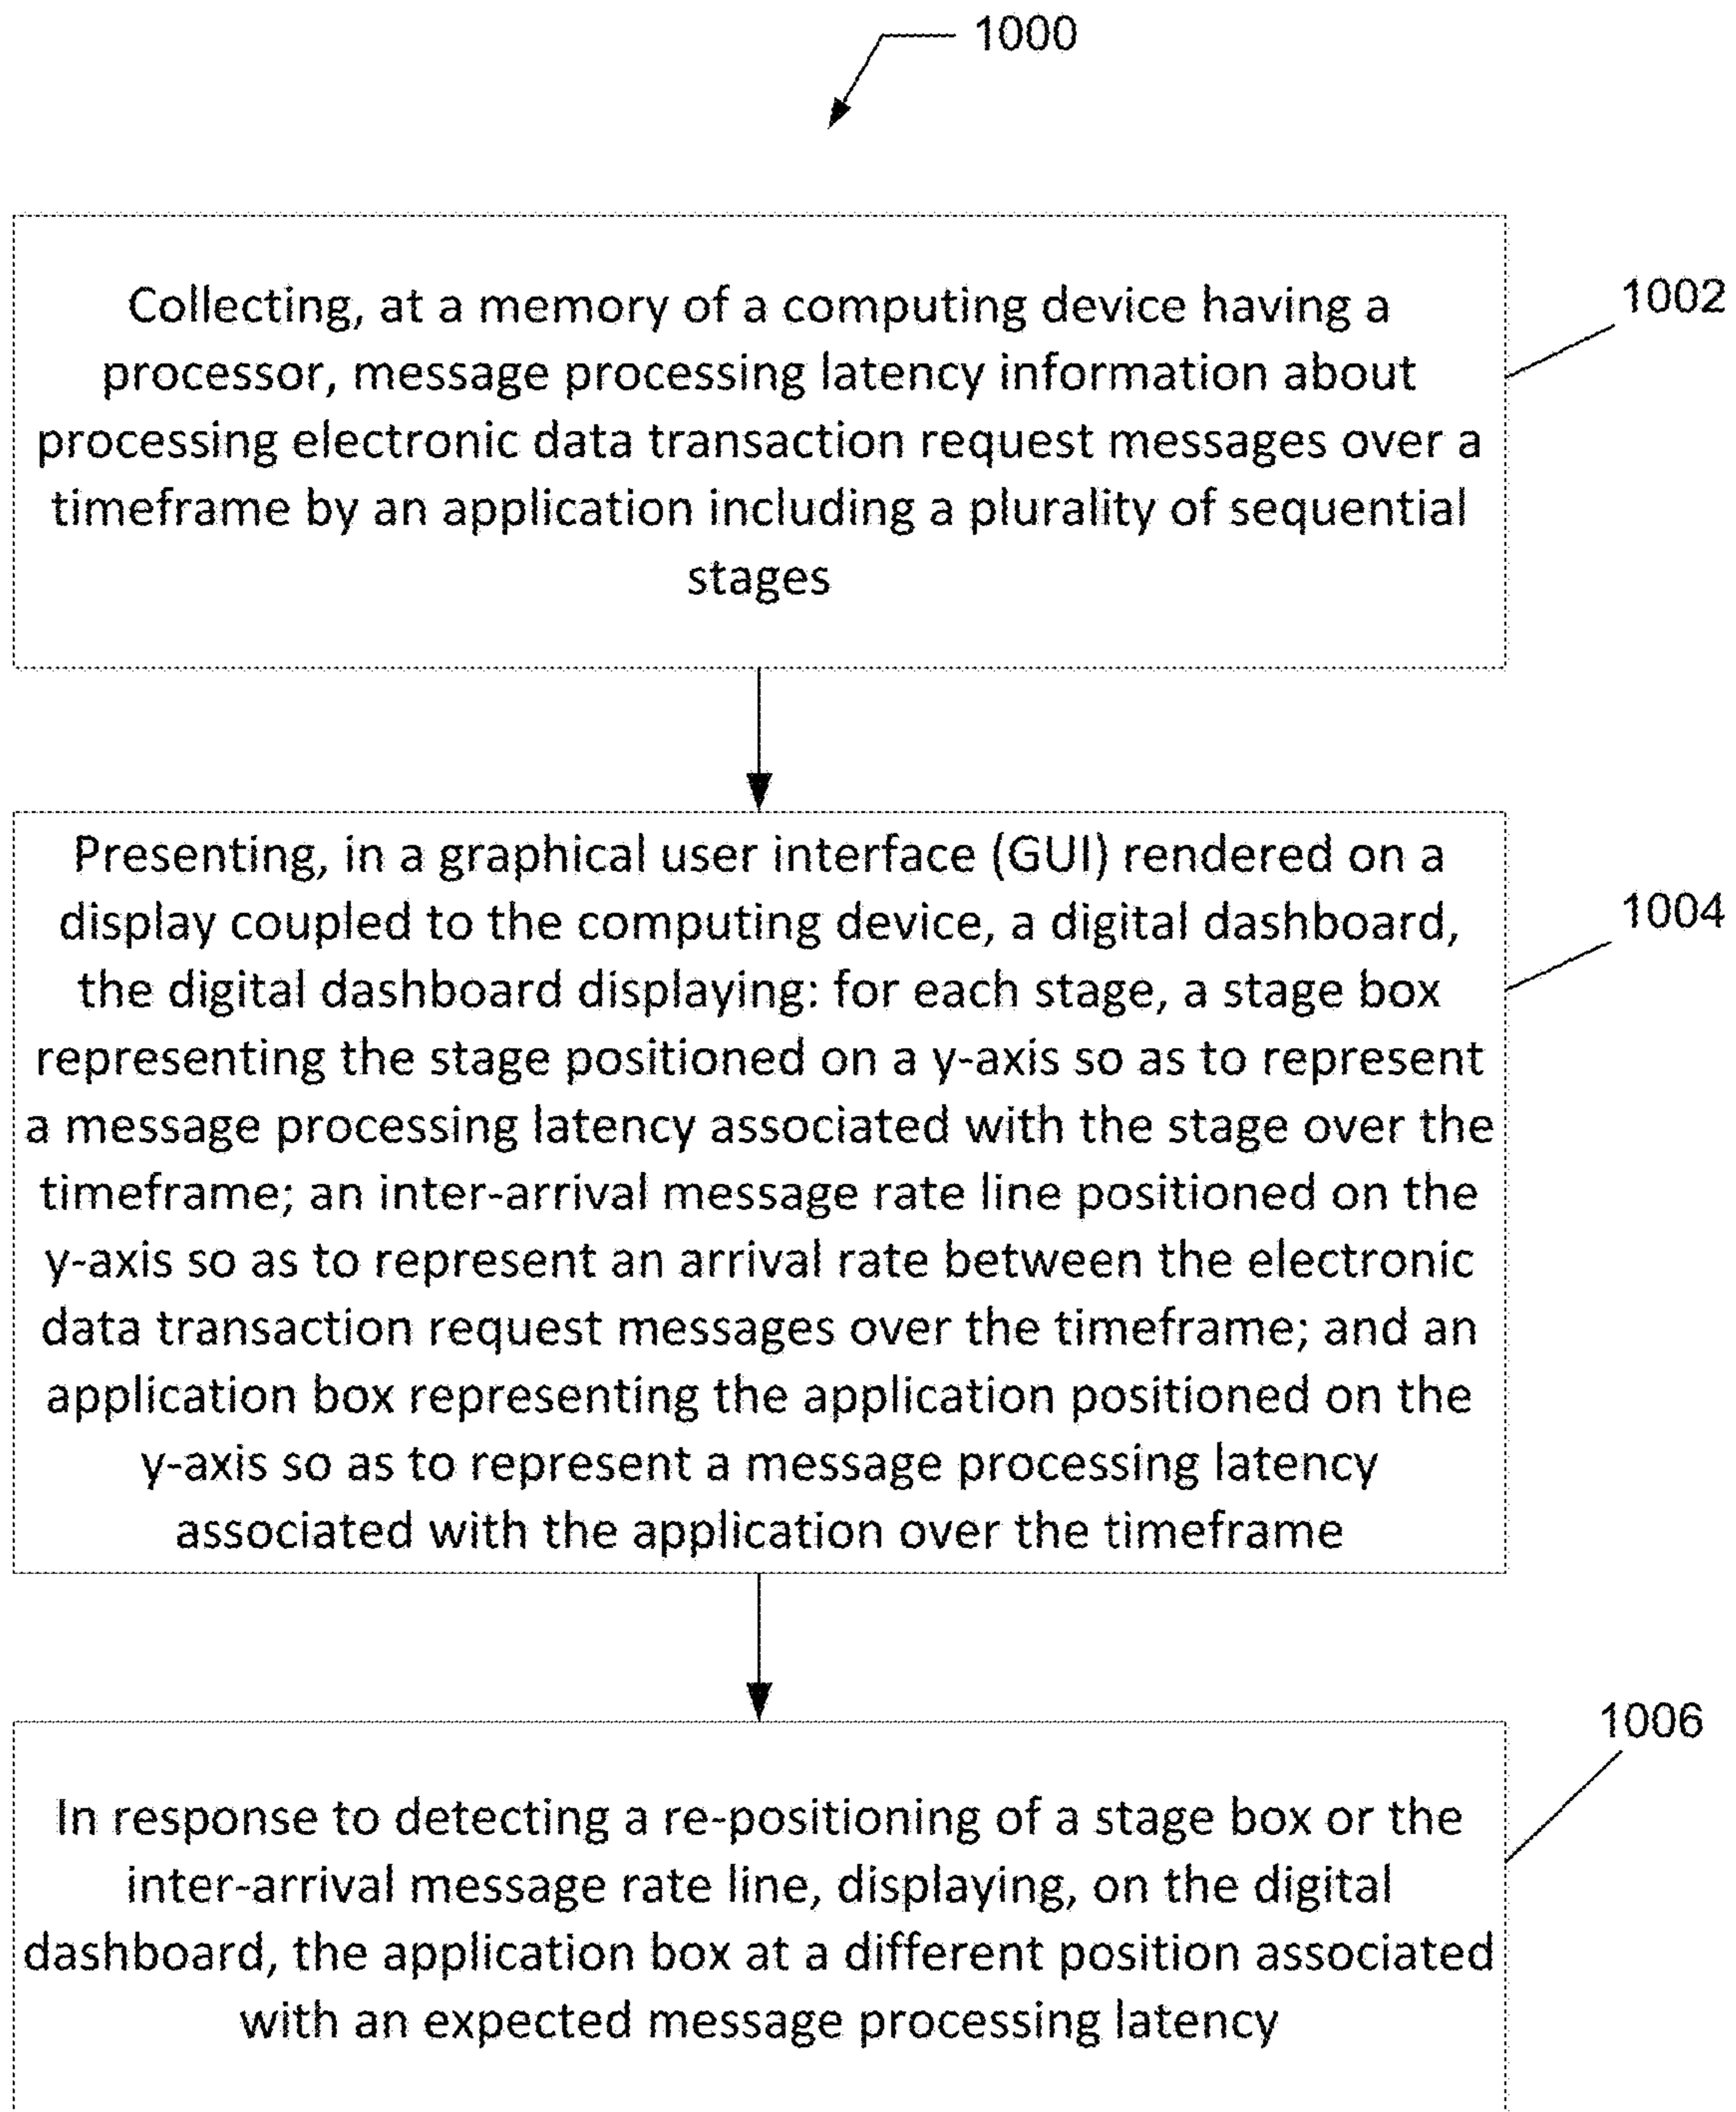 1000
Collecting, at a memory of a computing device having a
processor, message processing latency information about
processing electronic data transaction request messages over a
timeframe by an application including a plurality of sequential
stages
1002
Presenting, in a graphical user interface (GUI) rendered on a
display coupled to the computing device, a digital dashboard,
the digital dashboard displaying: for each stage, a stage box
representing the stage positioned on a y-axis so as to represent
a message processing latency associated with the stage over the
timeframe; an inter-arrival message rate line positioned on the
y-axis so as to represent an arrival rate between the electronic
data transaction request messages over the timeframe; and an
application box representing the application positioned on the
y-axis so as to represent a message processing latency
associated with the application over the timeframe
1004
In response to detecting a re-positioning of a stage box or the
inter-arrival message rate line, displaying, on the digital
dashboard, the application box at a different position associated
with an expected message processing latency
1006